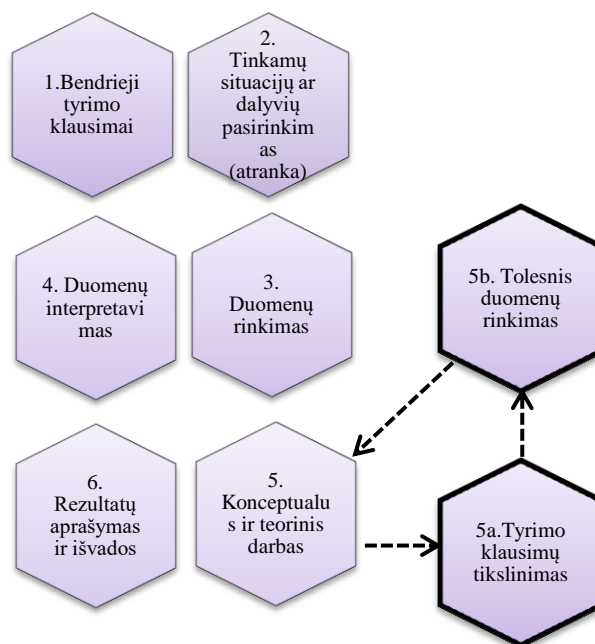 1.Bendrieji
tyrimo
klausimai
2.
Tinkamų
situacijų ar
dalyvių
pasirinkim
as
(atranka)
4. Duomenų
interpretavi
mas
3.
Duomenų
rinkimas
5b. Tolesnis
duomenų
rinkimas
6.
Rezultatų
aprašymas
ir išvados
5.
Konceptualu
s ir teorinis
darbas
5a.Tyrimo
klausimų
tikslinimas